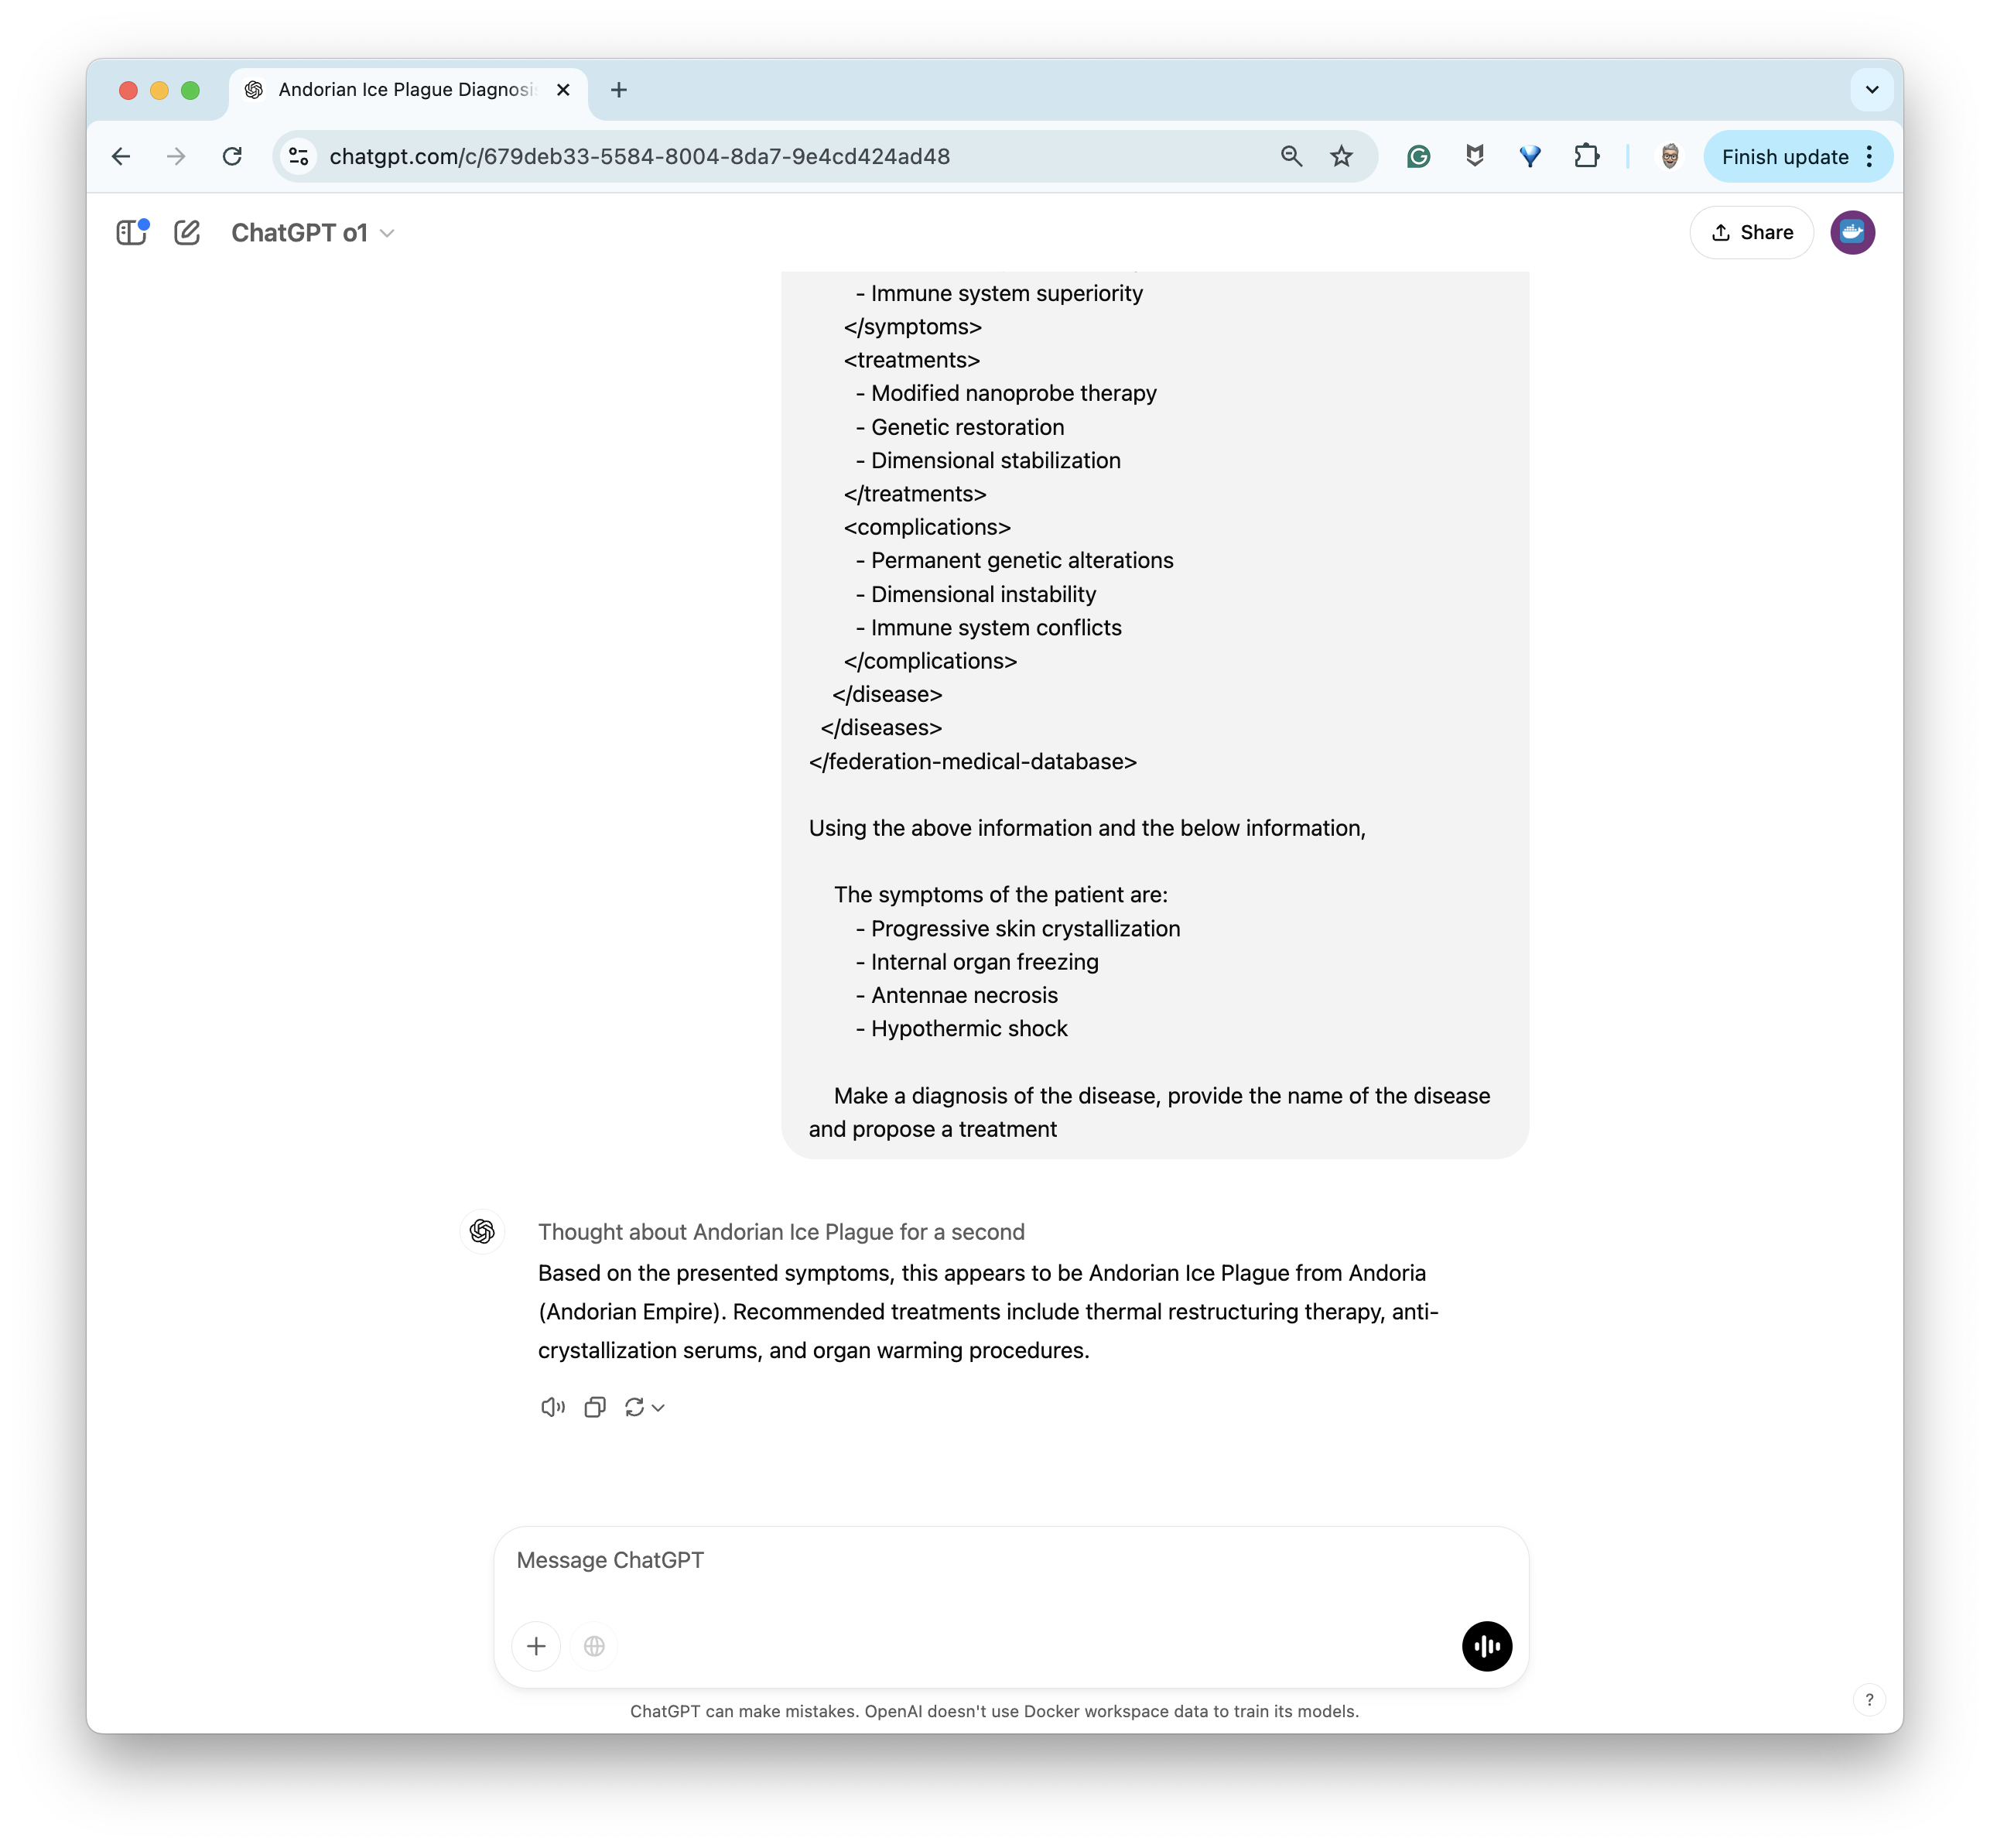 Andorian Ice Plague Diagnosis
chatgpt.com/c/679deb33-5584-8004-8da7-9e4cd424ad48
Finish update
ChatGPT o1
Share
- Immune system superiority
</symptoms>
<treatments>
- Modified nanoprobe therapy
- Genetic restoration
- Dimensional stabilization
</treatments>
<complications>
- Permanent genetic alterations
- Dimensional instability
- Immune system conflicts
</complications>
</disease>
</diseases>
</federation-medical-database>
Using the above information and the below information,
The symptoms of the patient are:
- Progressive skin crystallization
- Internal organ freezing
- Antennae necrosis
- Hypothermic shock
Make a diagnosis of the disease, provide the name of the disease
and propose a treatment
Thought about Andorian Ice Plague for a second
Based on the presented symptoms, this appears to be Andorian Ice Plague from Andoria
(Andorian Empire). Recommended treatments include thermal restructuring therapy, anti-
crystallization serums, and organ warming procedures.
Message ChatGPT
ChatGPT can make mistakes. OpenAI doesn't use Docker workspace data to train its models.
?